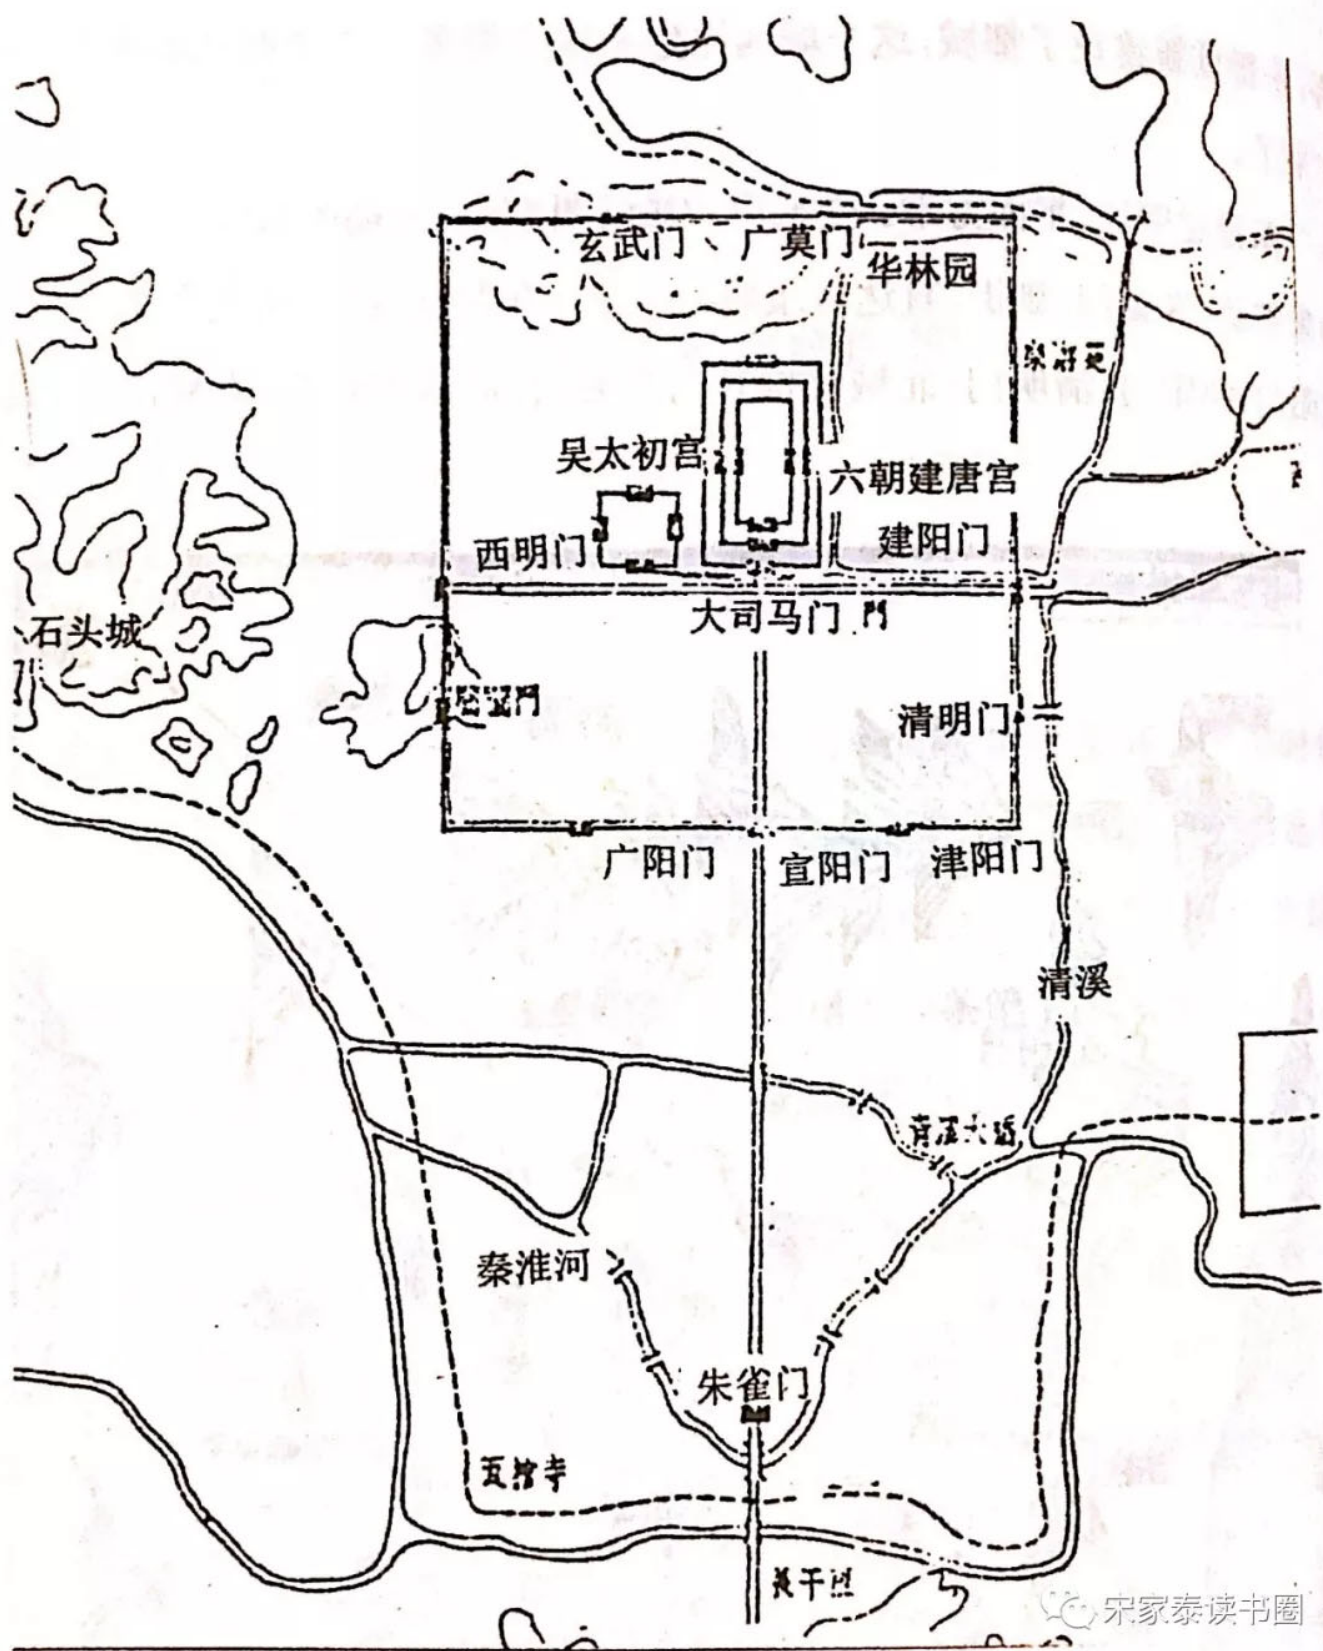 玄武门
广莫门
华林园
吴太初宫
六朝建唐宫
西明门
建阳门
石头城
大司马门 門
清明门
广阳门
宣阳门
津阳门
清溪
秦淮河
朱雀门
瓦棺寺
宋家泰读书圈